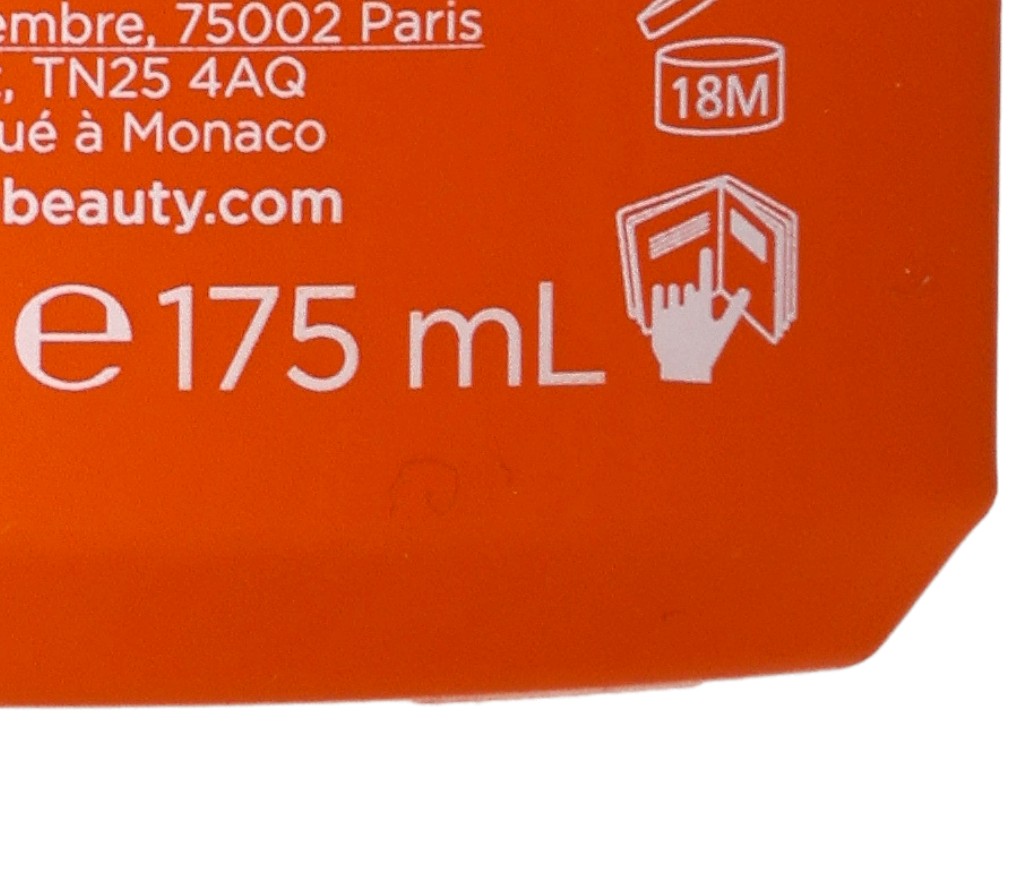 embre, 75002 Paris
, TN25 4AQ
ué à Monaco
beauty.com
℮ 175 mL
18M